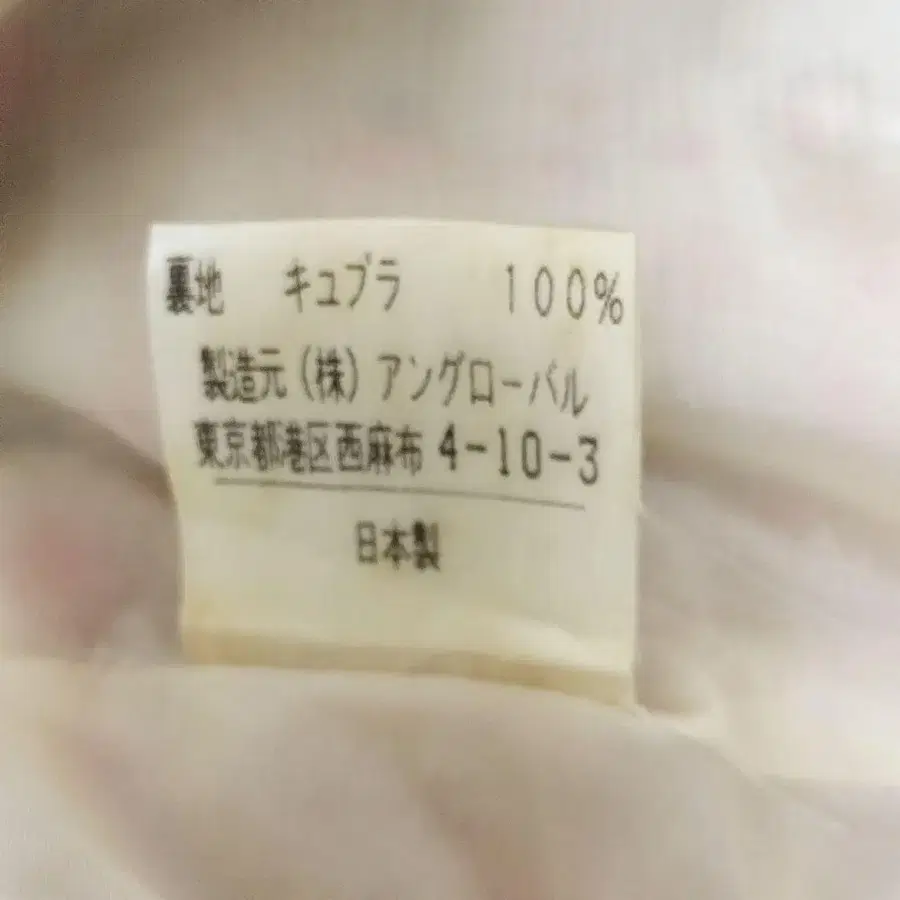 裏地 キュプラ 100%
製造元(株)アングローバル
東京都港区西麻布4-10-3
日本製